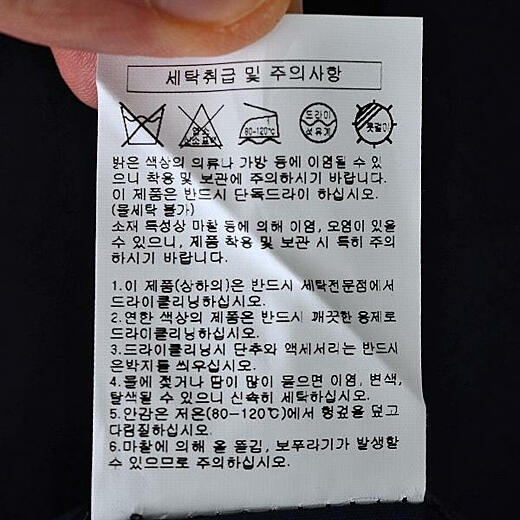 세탁취급 및 주의사항
염소
산소표백
80-120℃
드라이
석유계
옷걸이
밝은 색상의 의류나 가방 등에 이염될 수 있
으니 착용 및 보관에 주의하시기 바랍니다.
이 제품은 반드시 단독드라이 하십시오.
(물세탁 불가)
소재 특성상 마찰 등에 의해 이염, 오염이 있을
수 있으니, 제품 착용 및 보관 시 특히 주의
하시기 바랍니다.
1.이 제품(상하의)은 반드시 세탁전문점에서
드라이클리닝하십시오.
2.연한 색상의 제품은 반드시 깨끗한 용제로
드라이클리닝하십시오.
3.드라이클리닝시 단추와 액세서리는 반드시
은박지를 씌우십시오.
4.물에 젖거나 땀이 많이 묻으면 이염, 변색,
탈색될 수 있으니 신속히 세탁하십시오.
5.안감은 저온(80-120℃)에서 헝겊을 덮고
다림질하십시오.
6.마찰에 의해 올 뜯김, 보푸라기가 발생할
수 있으므로 주의하십시오.